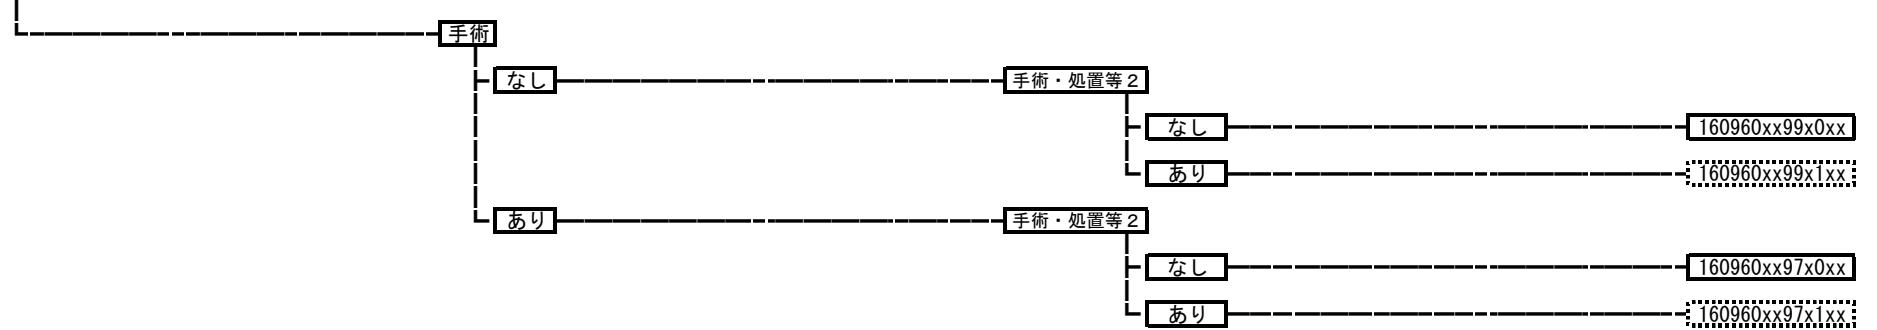 手術
なし 手術・処置等2
なし 160960xx99x0xx
あり 160960xx99x1xx
あり 手術・処置等2
なし 160960xx97x0xx
あり 160960xx97x1xx